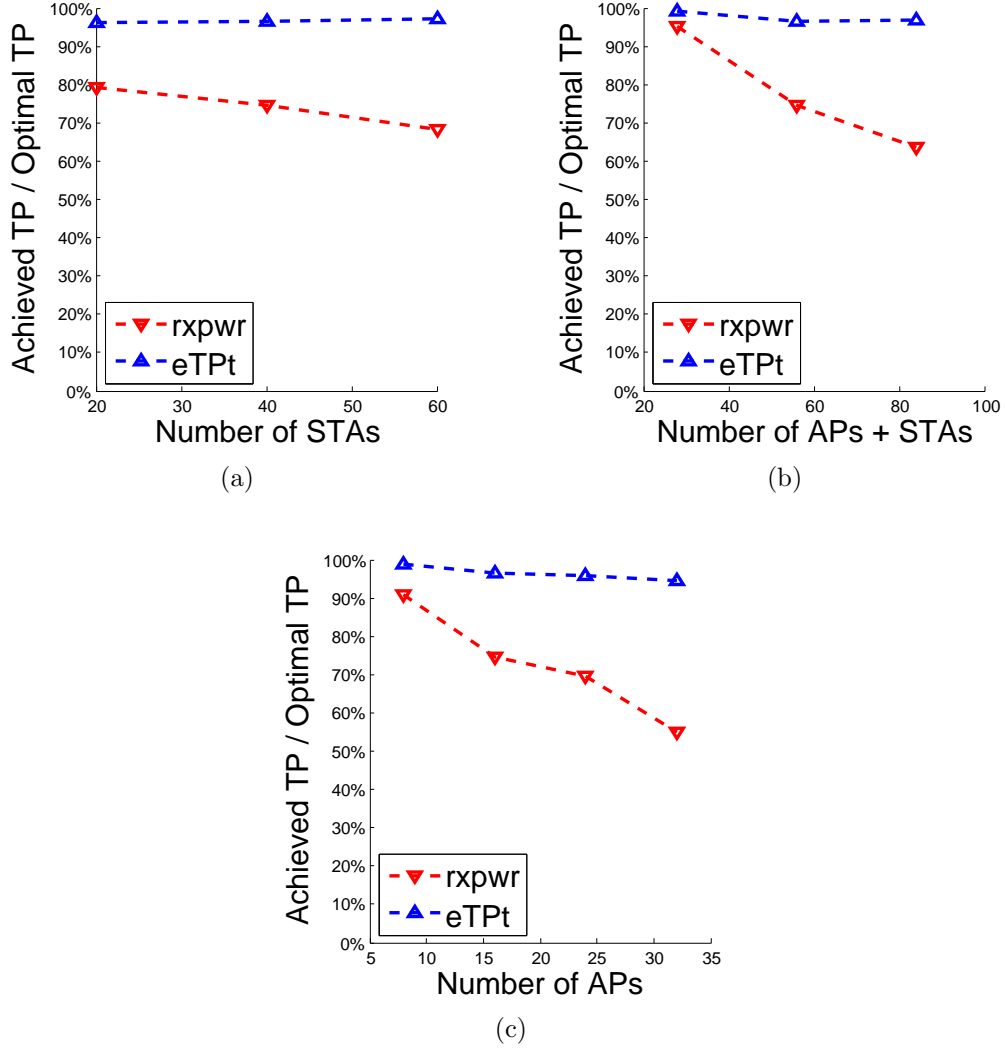 Achieved TP / Optimal TP
100%
90%
80%
70%
60%
50%
40%
30%
20%
10%
0%
rxpwr
eTPt
20 30 40 50 60
Number of STAs
(a)
Achieved TP / Optimal TP
100%
90%
80%
70%
60%
50%
40%
30%
20%
10%
0%
rxpwr
eTPt
20 40 60 80 100
Number of APs + STAs
(b)
Achieved TP / Optimal TP
100%
90%
80%
70%
60%
50%
40%
30%
20%
10%
0%
rxpwr
eTPt
5 10 15 20 25 30 35
Number of APs
(c)